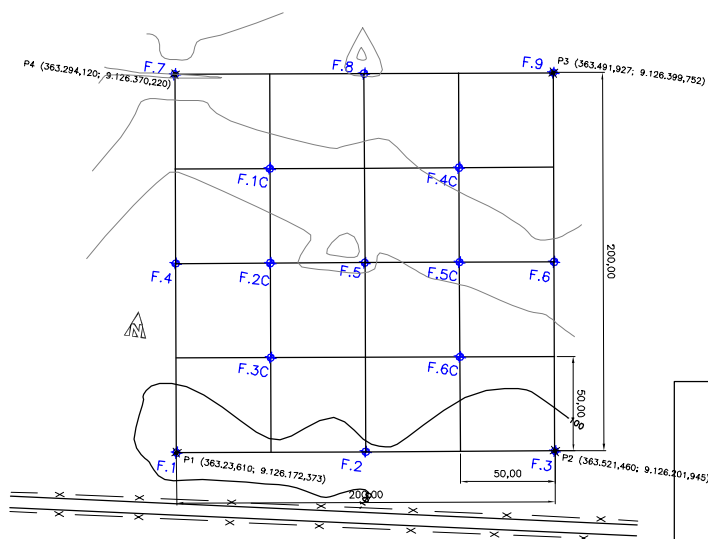 F.7
F.8
F.9
P3 (363.491,927; 9.126.399,752)
P4 (363.294,120; 9.126.370,220)
F.1C
F.4C
200,00
F.4
F.2C
F.5
F.5C
F.6
N
F.3C
F.6C
50,00
100
F.1
P1 (363.23,610; 9.126.172,373)
F.2
F.3
P2 (363.521,460; 9.126.201,945)
50,00
200,00